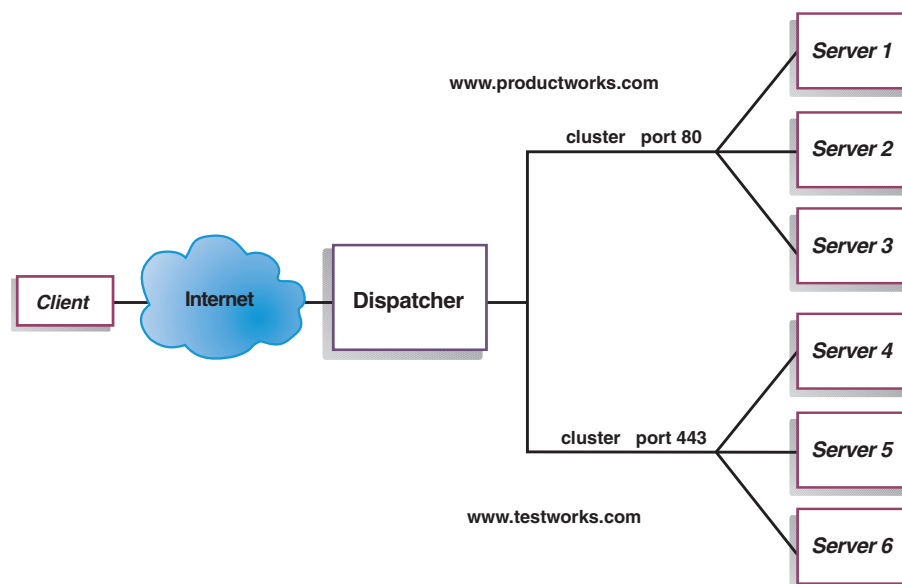 Client
Internet
Dispatcher
www.productworks.com
cluster port 80
Server 1
Server 2
Server 3
cluster port 443
www.testworks.com
Server 4
Server 5
Server 6